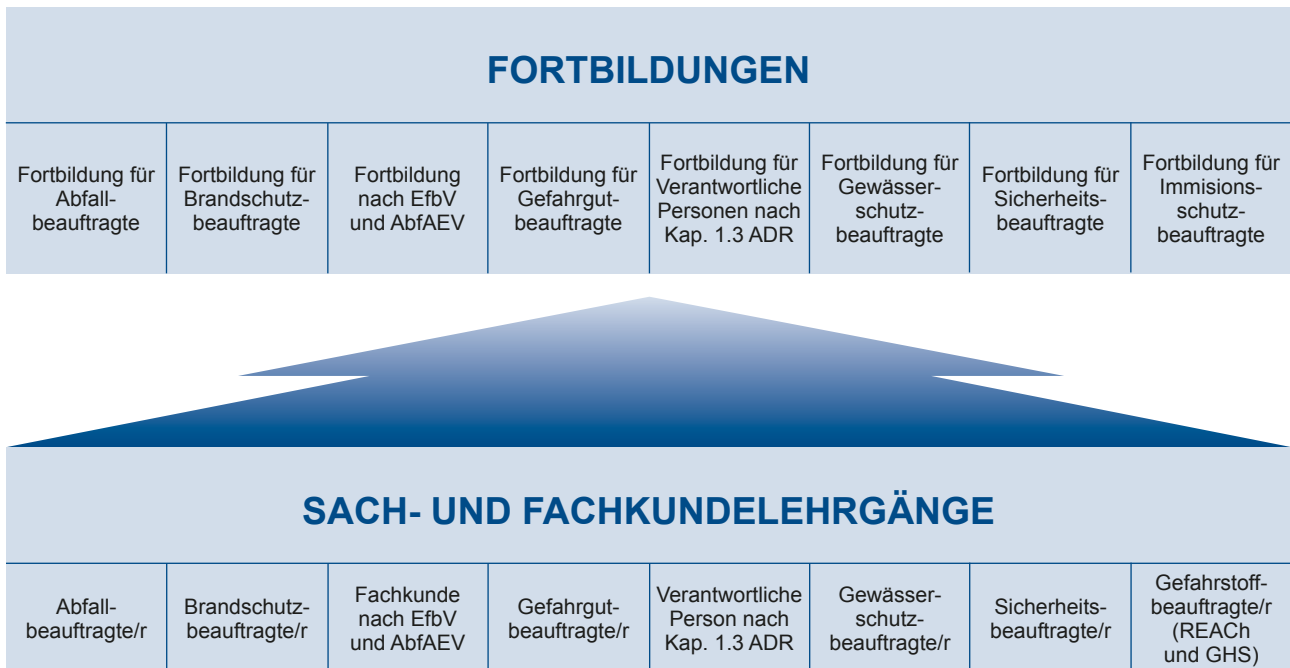 FORTBILDUNGEN
Fortbildung für
Abfall-
beauftragte
Fortbildung für
Brandschutz-
beauftragte
Fortbildung
nach EfbV
und AbfAEV
Fortbildung für
Gefahrgut-
beauftragte
Fortbildung für
Verantwortliche
Personen nach
Kap. 1.3 ADR
Fortbildung für
Gewässer-
schutz-
beauftragte
Fortbildung für
Sicherheits-
beauftragte
Fortbildung für
Immisions-
schutz-
beauftragte
SACH- UND FACHKUNDELEHRGÄNGE
Abfall-
beauftragte/r
Brandschutz-
beauftragte/r
Fachkunde
nach EfbV
und AbfAEV
Gefahrgut-
beauftragte/r
Verantwortliche
Person nach
Kap. 1.3 ADR
Gewässer-
schutz-
beauftragte/r
Sicherheits-
beauftragte/r
Gefahrstoff-
beauftragte/r
(REACh
und GHS)